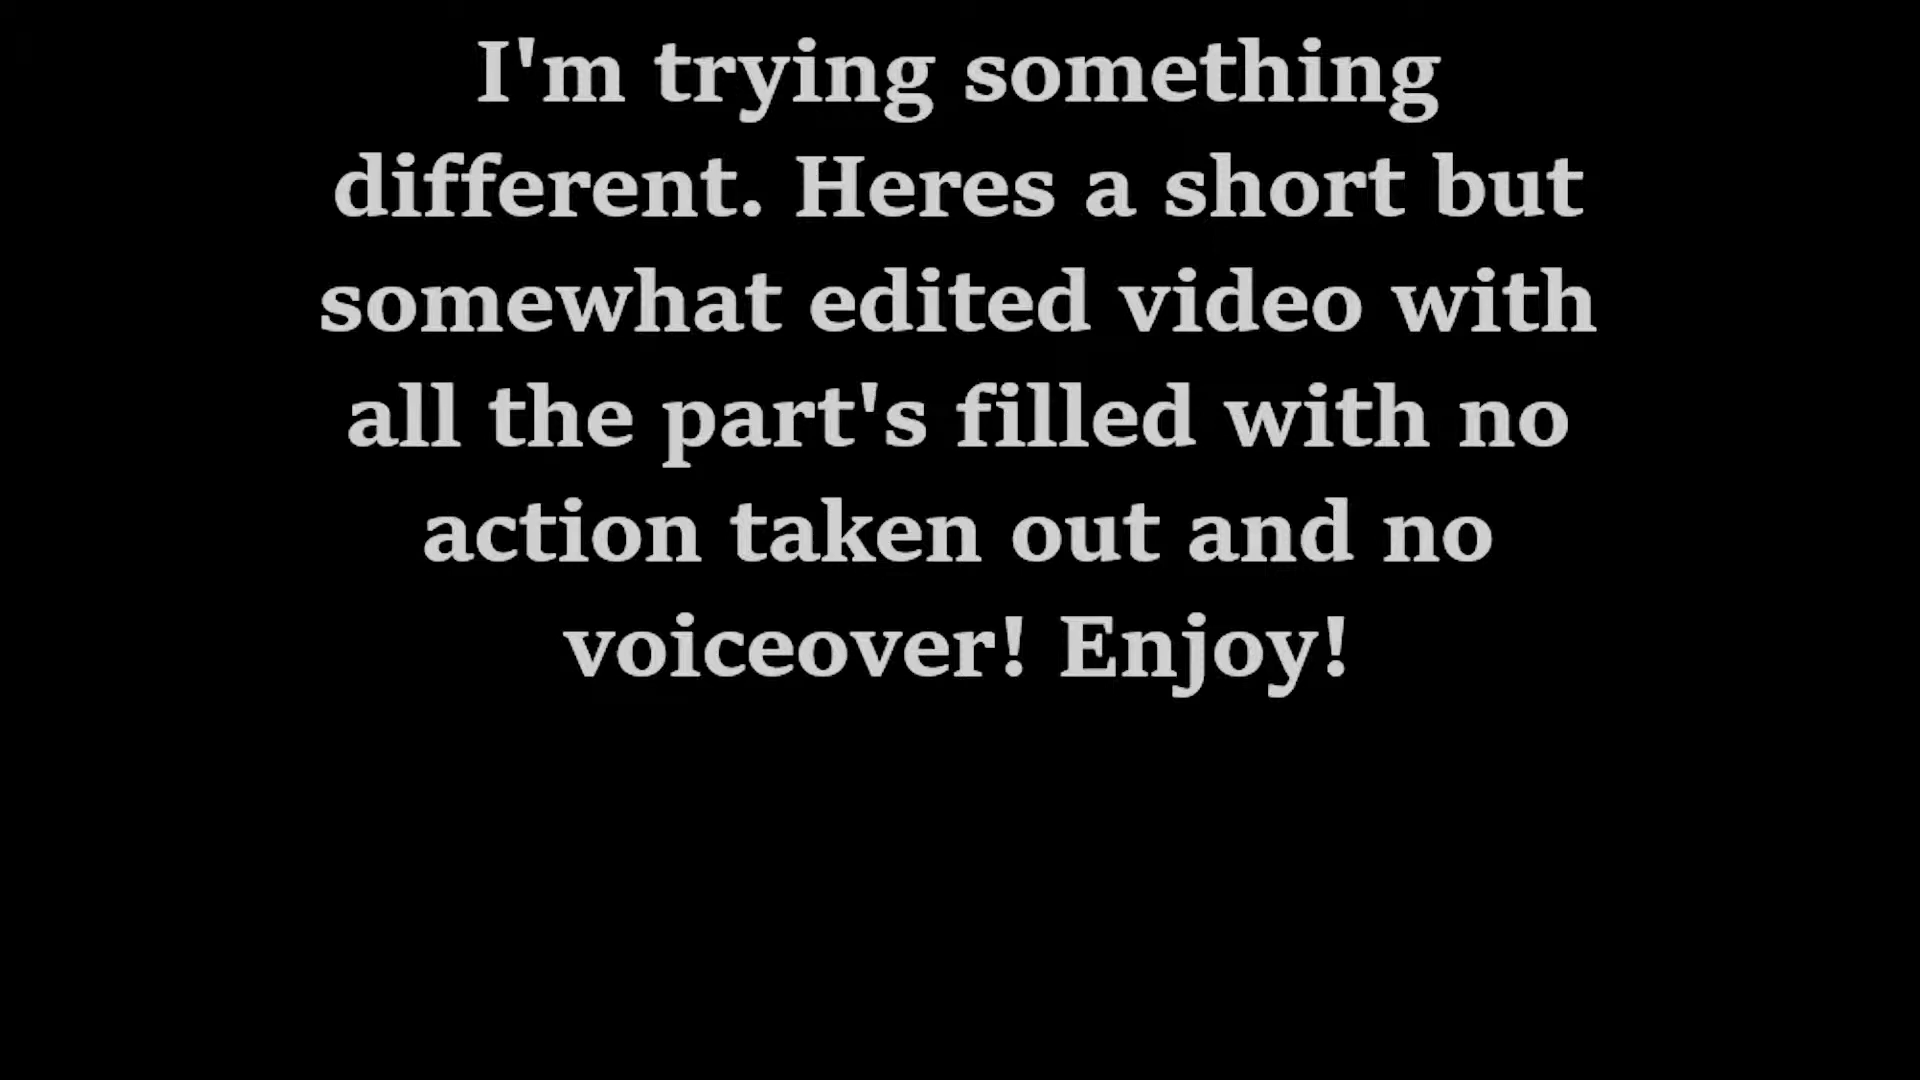 I'm trying something
different. Heres a short but
somewhat edited video with
all the part's filled with no
action taken out and no
voiceover! Enjoy!